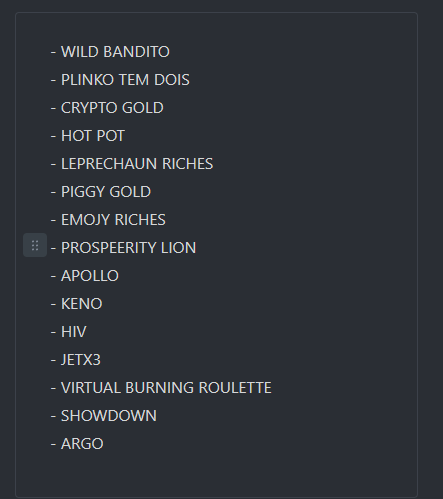 - WILD BANDITO
- PLINKO TEM DOIS
- CRYPTO GOLD
- HOT POT
- LEPRECHAUN RICHES
- PIGGY GOLD
- EMOJY RICHES
- PROSPEERITY LION
- APOLLO
- KENO
- HIV
- JETX3
- VIRTUAL BURNING ROULETTE
- SHOWDOWN
- ARGO